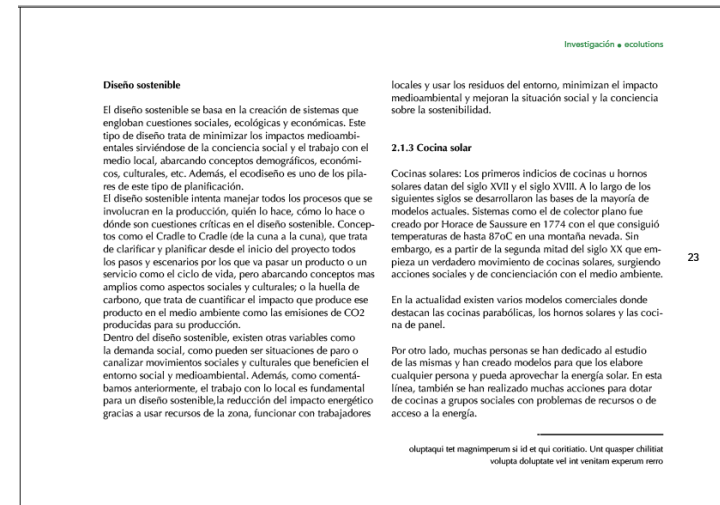 Investigación • ecolutions
Diseño sostenible
El diseño sostenible se basa en la creación de sistemas que
engloban cuestiones sociales, ecológicas y económicas. Este
tipo de diseño trata de minimizar los impactos medioambi-
entales sirviéndose de la conciencia social y el trabajo con el
medio local, abarcando conceptos demográficos, económi-
cos, culturales, etc. Además, el ecodiseño es uno de los pila-
res de este tipo de planificación.
El diseño sostenible intenta manejar todos los procesos que se
involucran en la producción, quién lo hace, cómo lo hace o
dónde son cuestiones críticas en el diseño sostenible. Concep-
tos como el Cradle to Cradle (de la cuna a la cuna), que trata
de clarificar y planificar desde el inicio del proyecto todos
los pasos y escenarios por los que va pasar un producto o un
servicio como el ciclo de vida, pero abarcando conceptos mas
amplios como aspectos sociales y culturales; o la huella de
carbono, que trata de cuantificar el impacto que produce ese
producto en el medio ambiente como las emisiones de CO2
producidas para su producción.
Dentro del diseño sostenible, existen otras variables como
la demanda social, como pueden ser situaciones de paro o
canalizar movimientos sociales y culturales que beneficien el
entorno social y medioambiental. Además, como comentá-
bamos anteriormente, el trabajo con lo local es fundamental
para un diseño sostenible,la reducción del impacto energético
gracias a usar recursos de la zona, funcionar con trabajadores
locales y usar los residuos del entorno, minimizan el impacto
medioambiental y mejoran la situación social y la conciencia
sobre la sostenibilidad.
2.1.3 Cocina solar
Cocinas solares: Los primeros indicios de cocinas u hornos
solares datan del siglo XVII y el siglo XVIII. A lo largo de los
siguientes siglos se desarrollaron las bases de la mayoría de
modelos actuales. Sistemas como el de colector plano fue
creado por Horace de Saussure en 1774 con el que consiguió
temperaturas de hasta 87oC en una montaña nevada. Sin
embargo, es a partir de la segunda mitad del siglo XX que em-
pieza un verdadero movimiento de cocinas solares, surgiendo
acciones sociales y de concienciación con el medio ambiente.
En la actualidad existen varios modelos comerciales donde
destacan las cocinas parabólicas, los hornos solares y las coci-
na de panel.
Por otro lado, muchas personas se han dedicado al estudio
de las mismas y han creado modelos para que los elabore
cualquier persona y pueda aprovechar la energía solar. En esta
línea, también se han realizado muchas acciones para dotar
de cocinas a grupos sociales con problemas de recursos o de
acceso a la energía.
23
oluptaqui tet magnimperum si id et qui coritiatio. Unt quasper chilitiat
volupta doluptate vel int venitam experum rerro